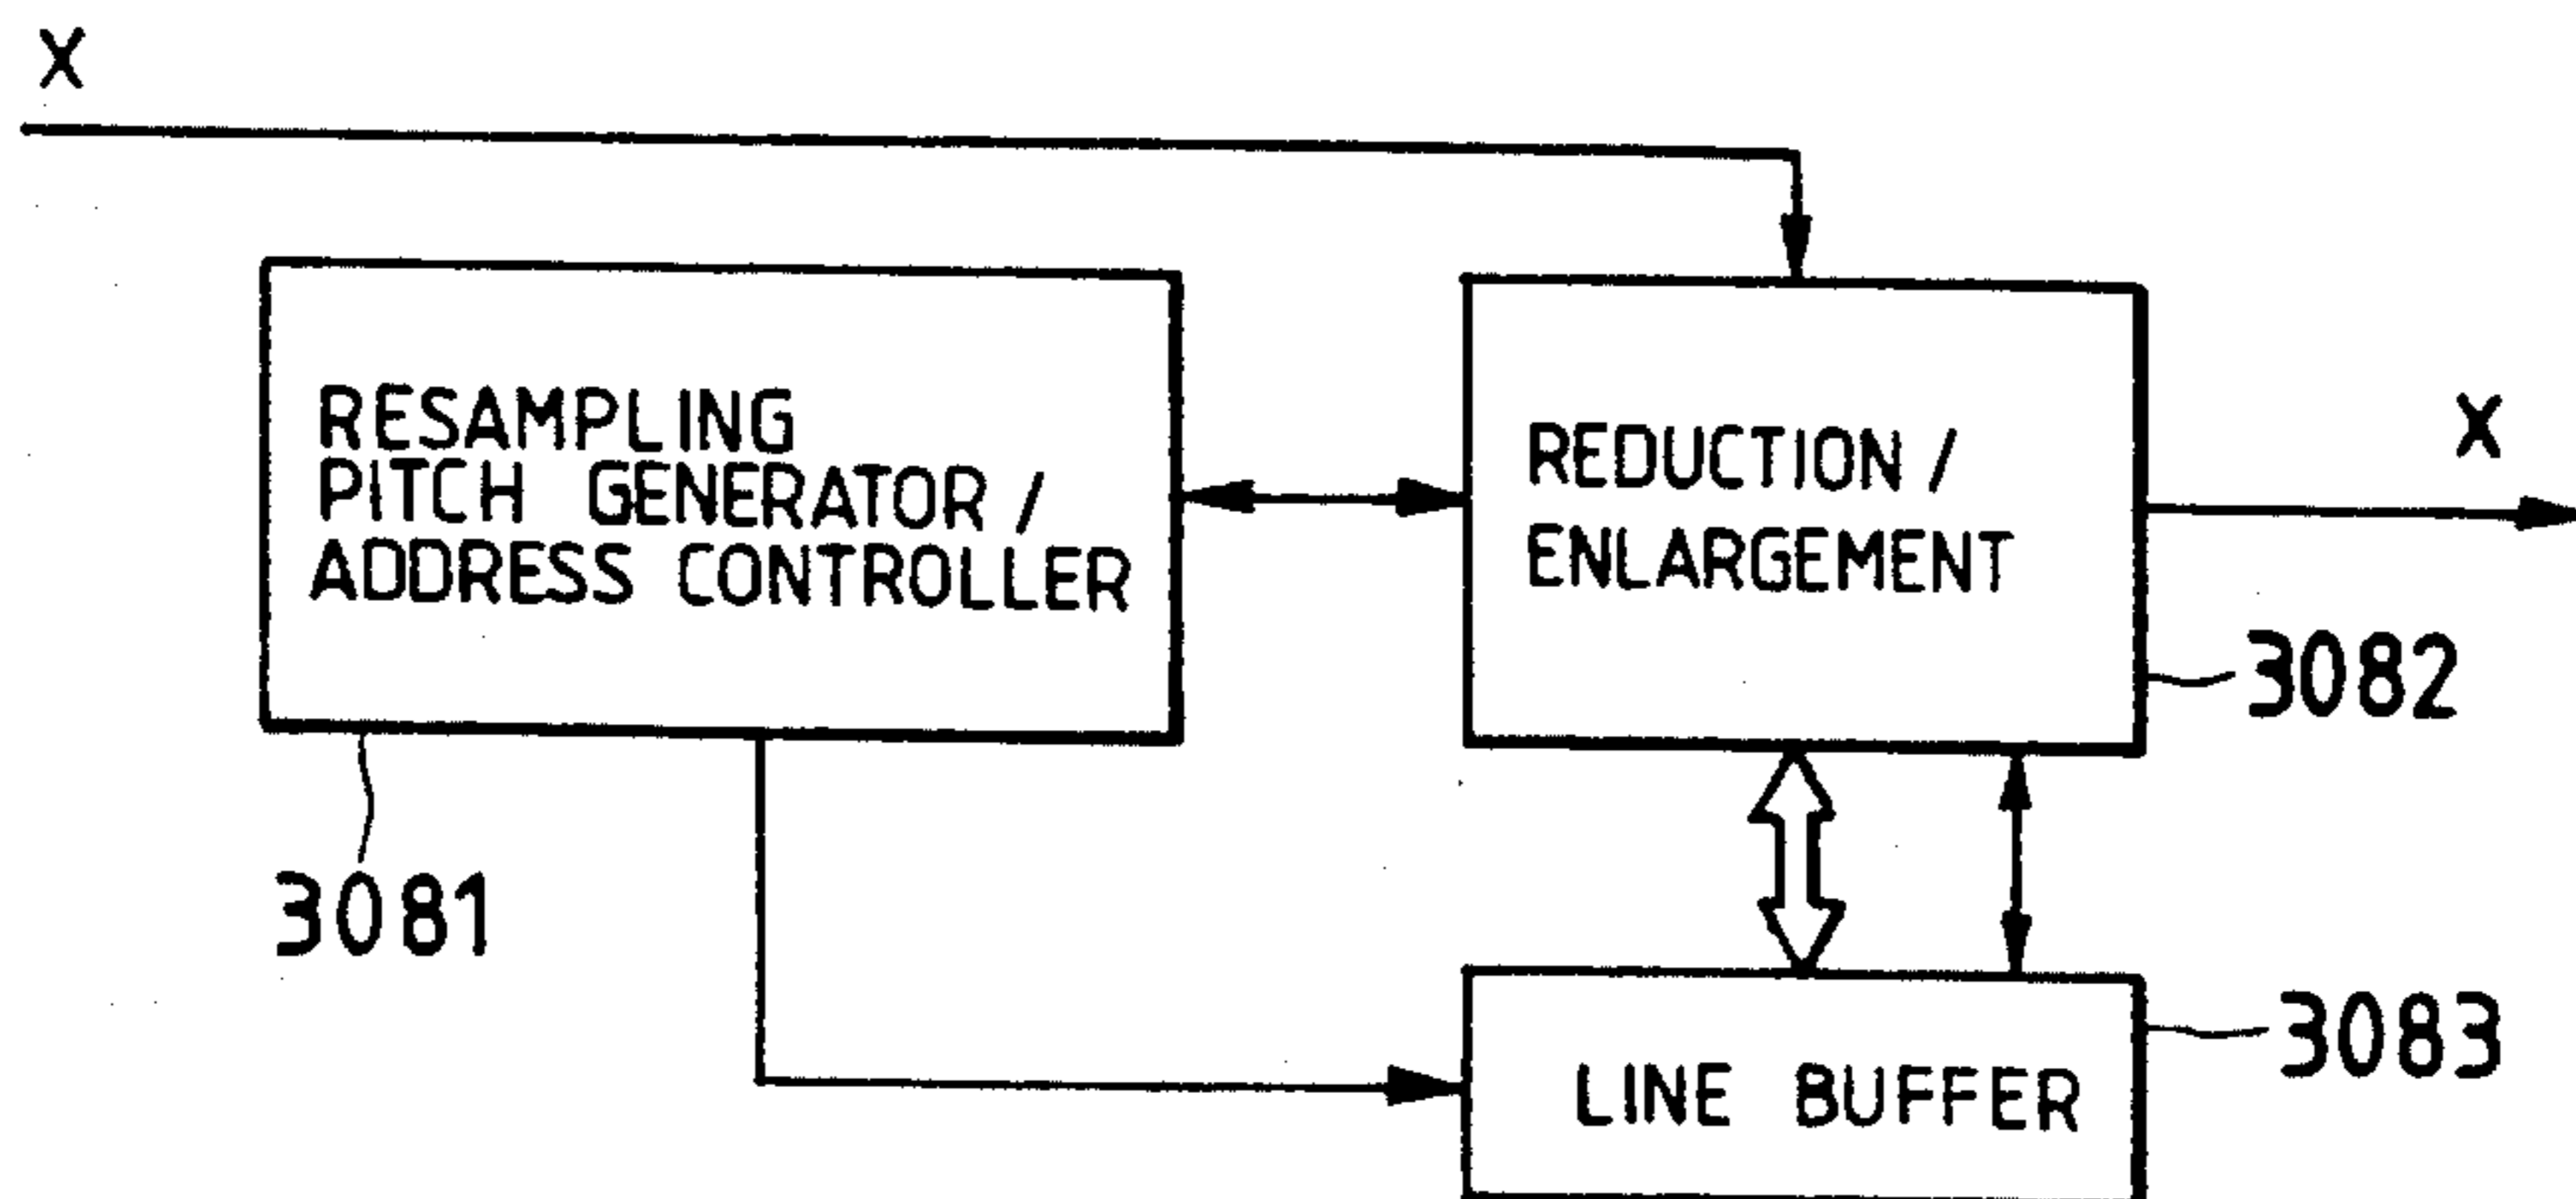 X
RESAMPLING
PITCH GENERATOR /
ADDRESS CONTROLLER
REDUCTION /
ENLARGEMENT
X
3082
3081
3083
LINE BUFFER